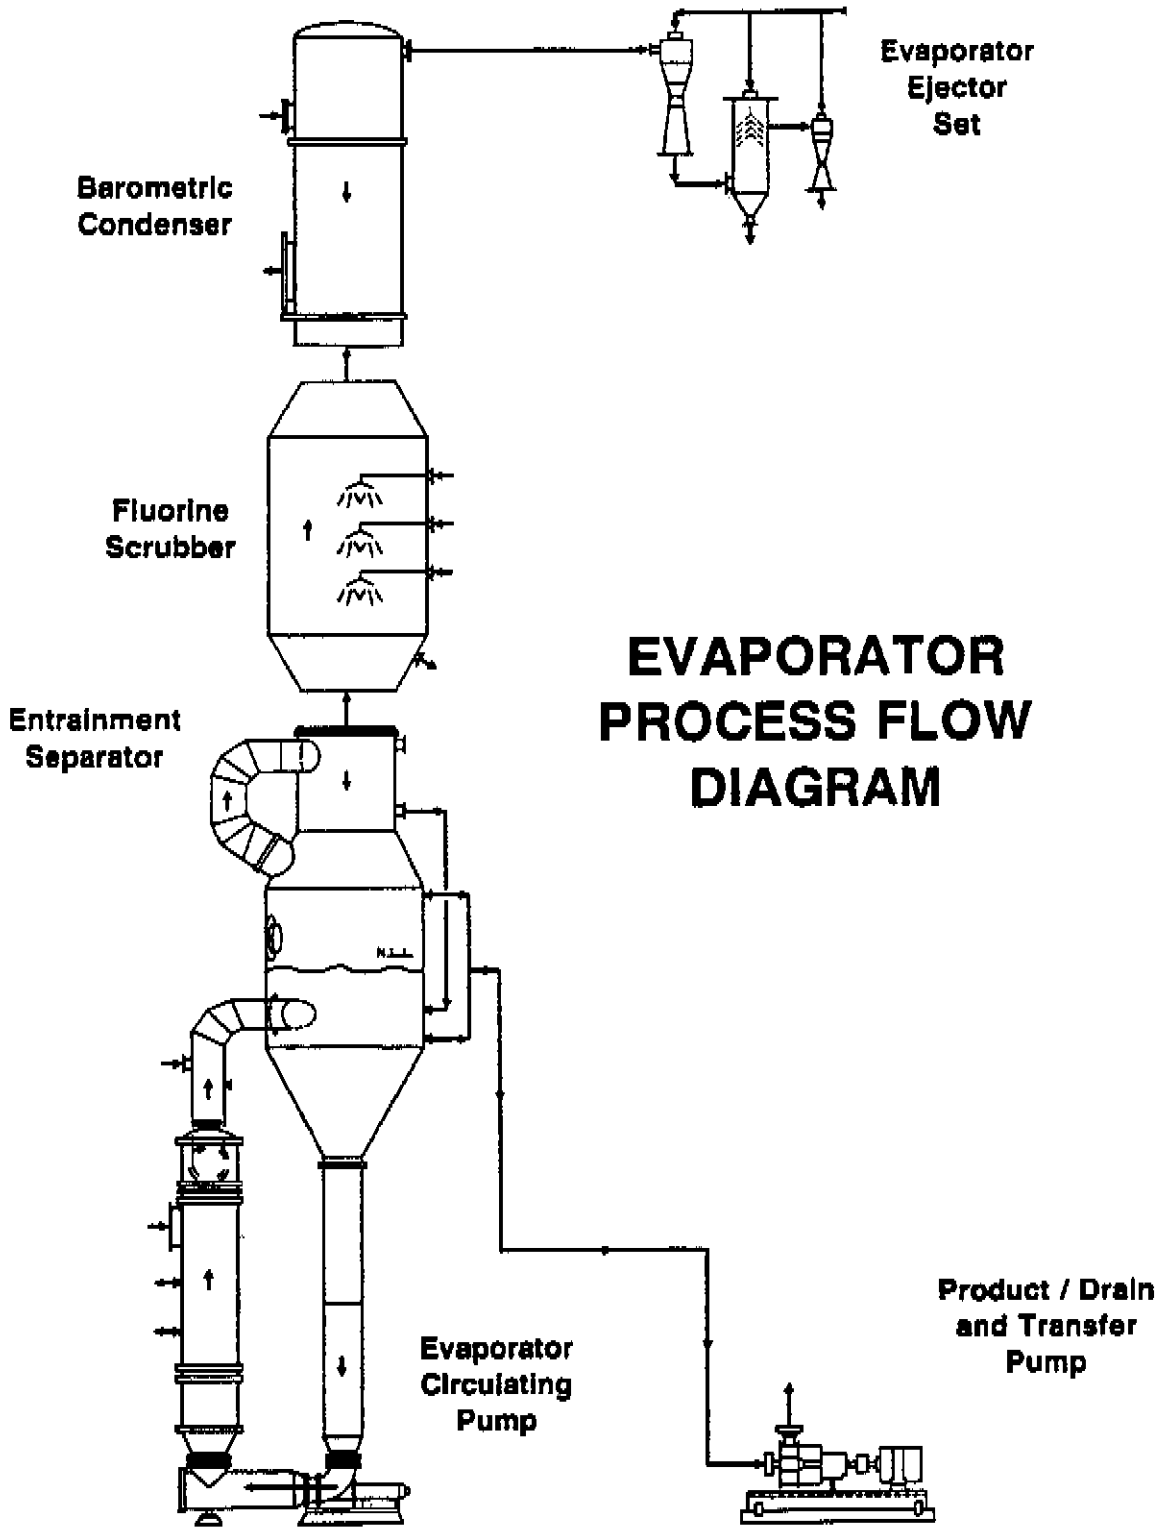 Evaporator
Ejector
Set
Barometric
Condenser
Fluorine
Scrubber
EVAPORATOR
PROCESS FLOW
DIAGRAM
Entrainment
Separator
Evaporator
Circulating
Pump
Product / Drain
and Transfer
Pump